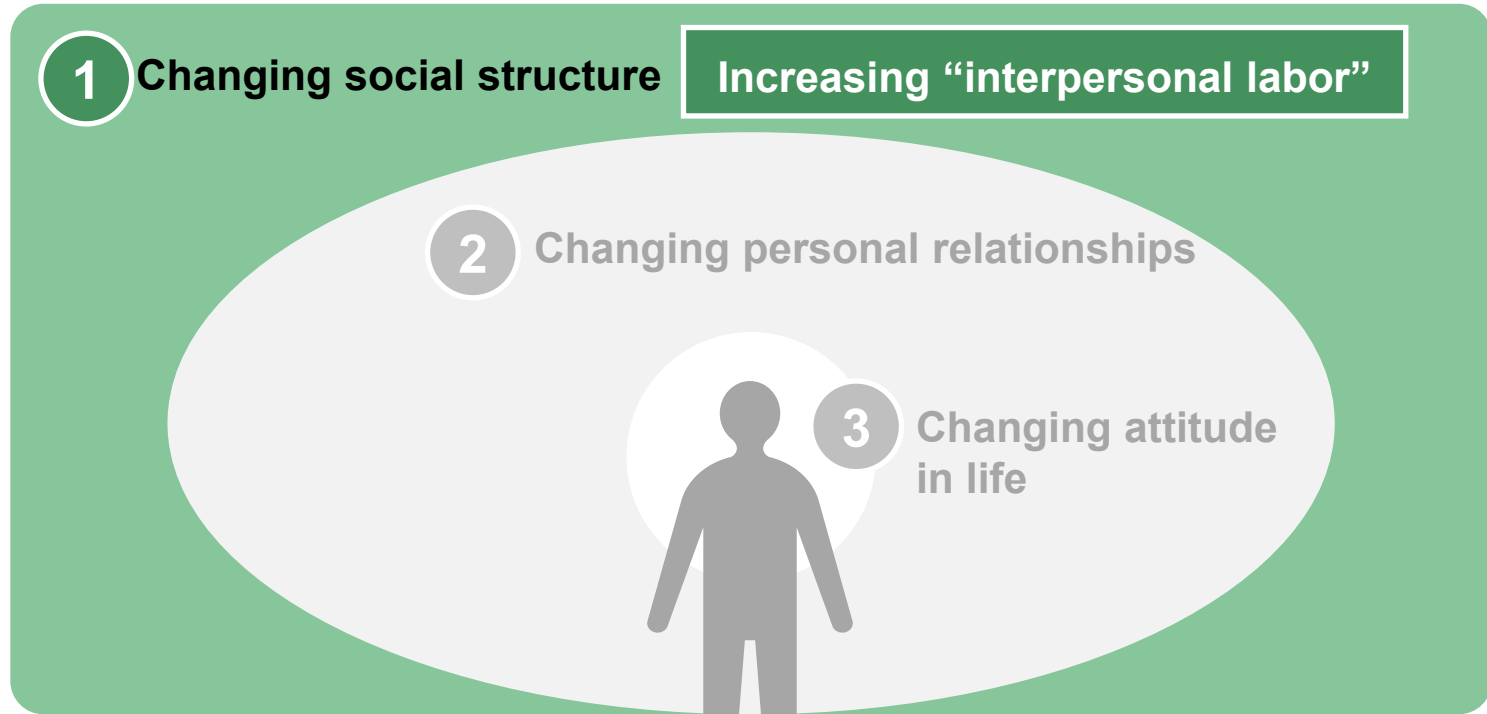 1 Changing social structure Increasing “interpersonal labor”
2 Changing personal relationships
3 Changing attitude
in life